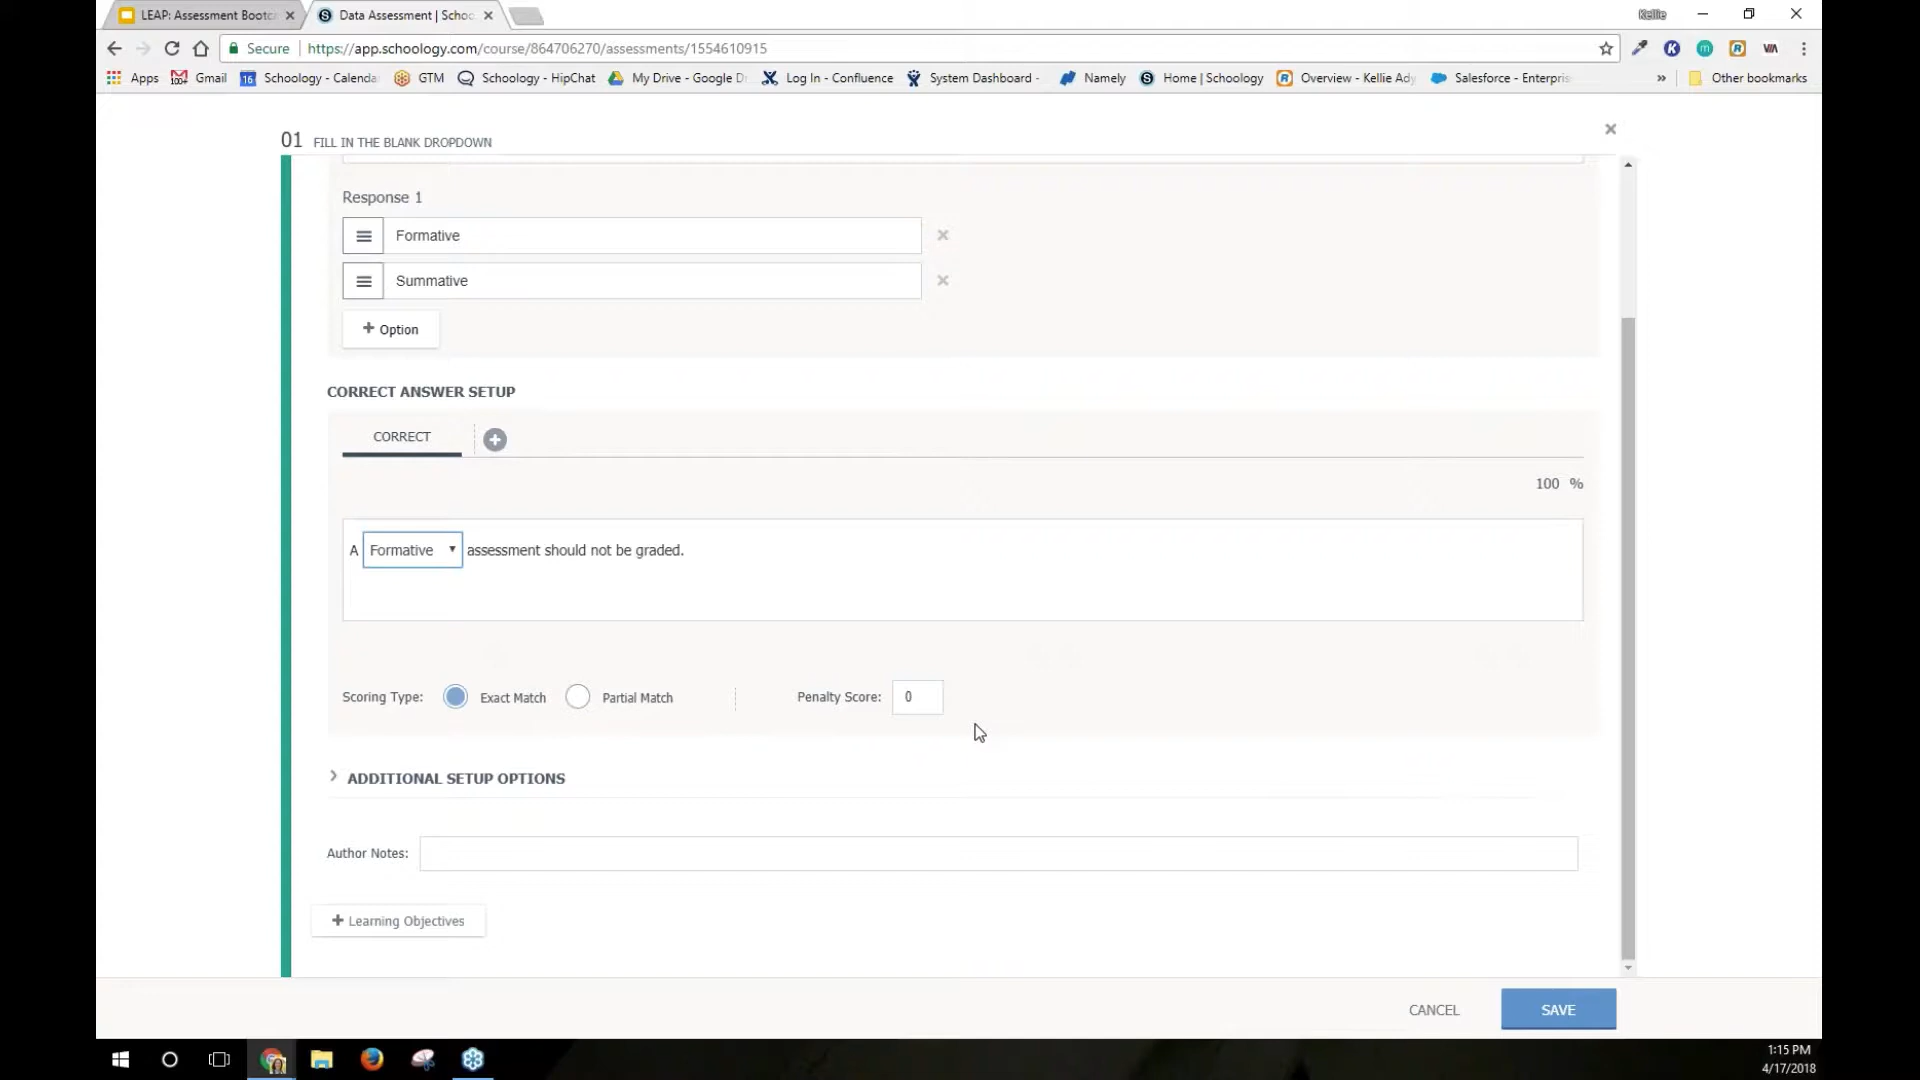 LEAP: Assessment Bootca
Data Assessment | Schoo
Kellie
Secure
https://app.schoology.com/course/864706270/assessments/1554610915
Apps
Gmail
Schoology - Calenda
GTM
Schoology - HipChat
My Drive - Google D
Log In - Confluence
System Dashboard -
Namely
Home | Schoology
Overview - Kellie Ady
Salesforce - Enterpris
»
Other bookmarks
01 FILL IN THE BLANK DROPDOWN
Response 1
Formative
Summative
+ Option
CORRECT ANSWER SETUP
CORRECT
100 %
A Formative assessment should not be graded.
Scoring Type: Exact Match Partial Match Penalty Score: 0
ADDITIONAL SETUP OPTIONS
Author Notes:
+ Learning Objectives
CANCEL SAVE
1:15 PM
4/17/2018